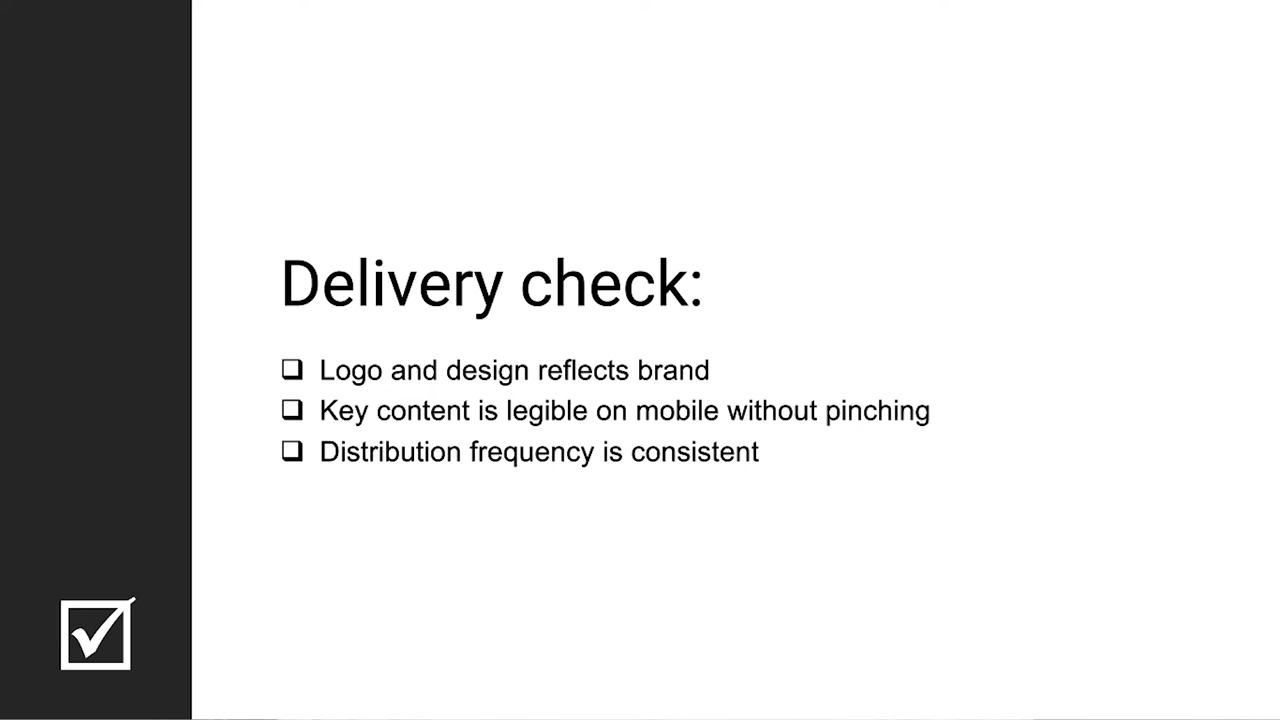 Delivery check:
❑ Logo and design reflects brand
❑ Key content is legible on mobile without pinching
❑ Distribution frequency is consistent